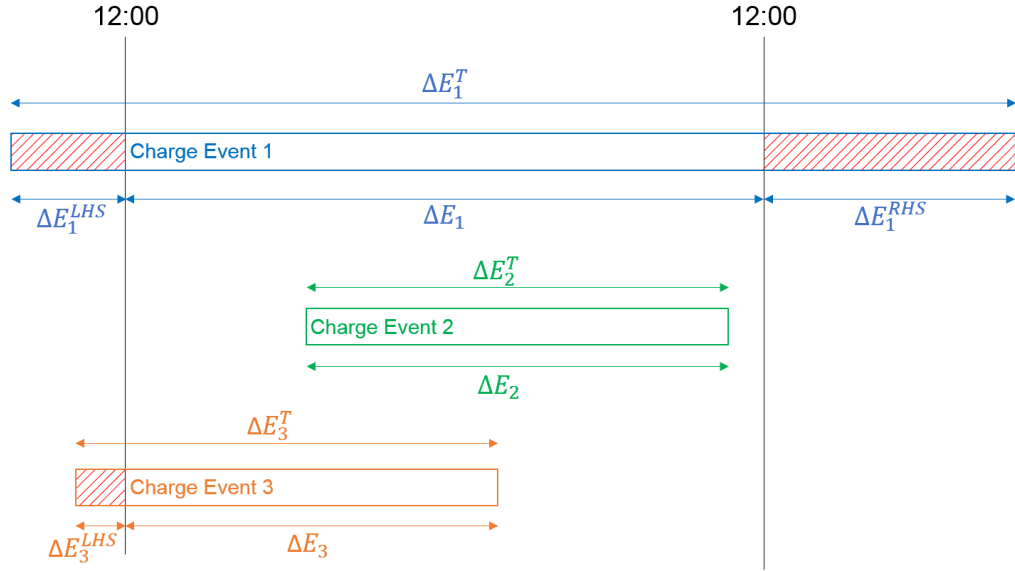 12:00 12:00
ΔE₁ᵀ
Charge Event 1
ΔE₁ᴸᴴˢ ΔE₁ ΔE₁ᴿᴴˢ
ΔE₂ᵀ
Charge Event 2
ΔE₂
ΔE₃ᵀ
Charge Event 3
ΔE₃ᴸᴴˢ ΔE₃